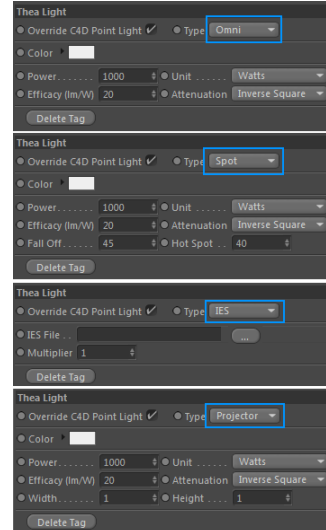 Thea Light
Override C4D Point Light Type Omni
Color
Power....... 1000 Unit ...... Watts
Efficacy (lm/W) 20 Attenuation Inverse Square
Delete Tag
Thea Light
Override C4D Point Light Type Spot
Color
Power....... 1000 Unit ...... Watts
Efficacy (lm/W) 20 Attenuation Inverse Square
Fall Off...... 45 Hot Spot .. 40
Delete Tag
Thea Light
Override C4D Point Light Type IES
IES File .. ...
Multiplier 1
Delete Tag
Thea Light
Override C4D Point Light Type Projector
Color
Power....... 1000 Unit ...... Watts
Efficacy (lm/W) 20 Attenuation Inverse Square
Width....... 1 Height .... 1
Delete Tag